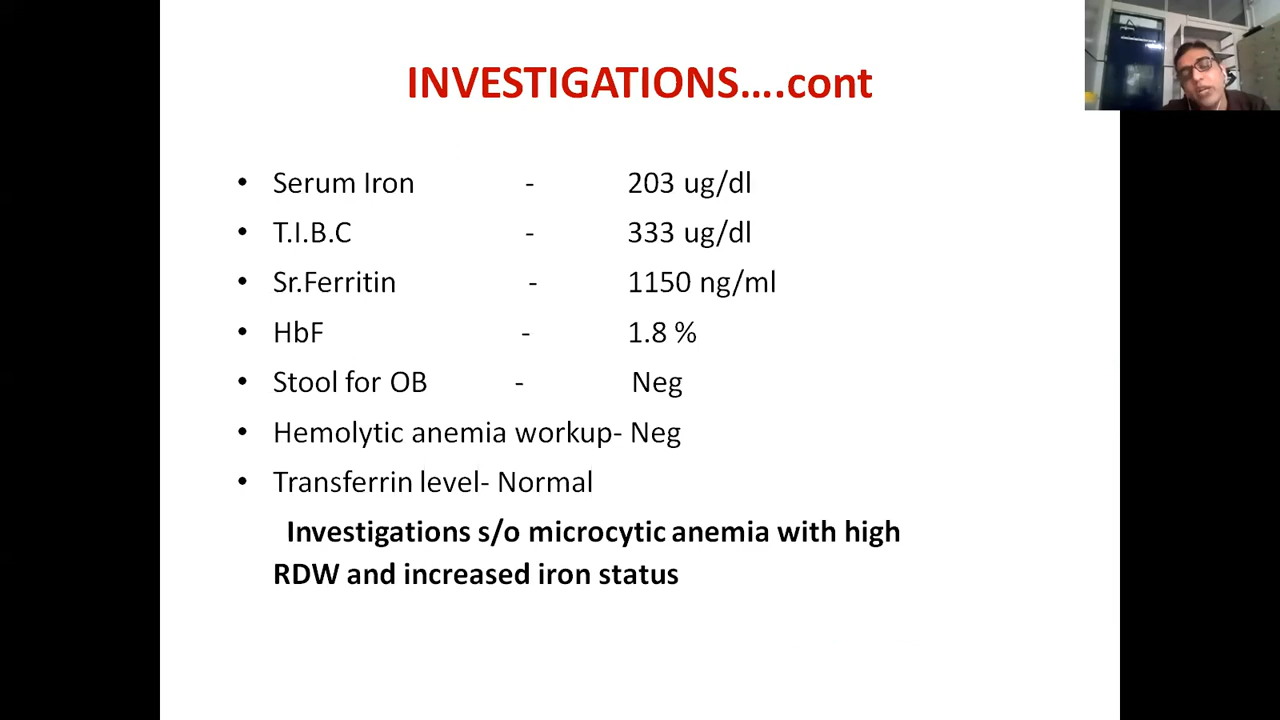 INVESTIGATIONS….cont
• Serum Iron - 203 ug/dl
• T.I.B.C - 333 ug/dl
• Sr.Ferritin - 1150 ng/ml
• HbF - 1.8 %
• Stool for OB - Neg
• Hemolytic anemia workup- Neg
• Transferrin level- Normal
Investigations s/o microcytic anemia with high
RDW and increased iron status